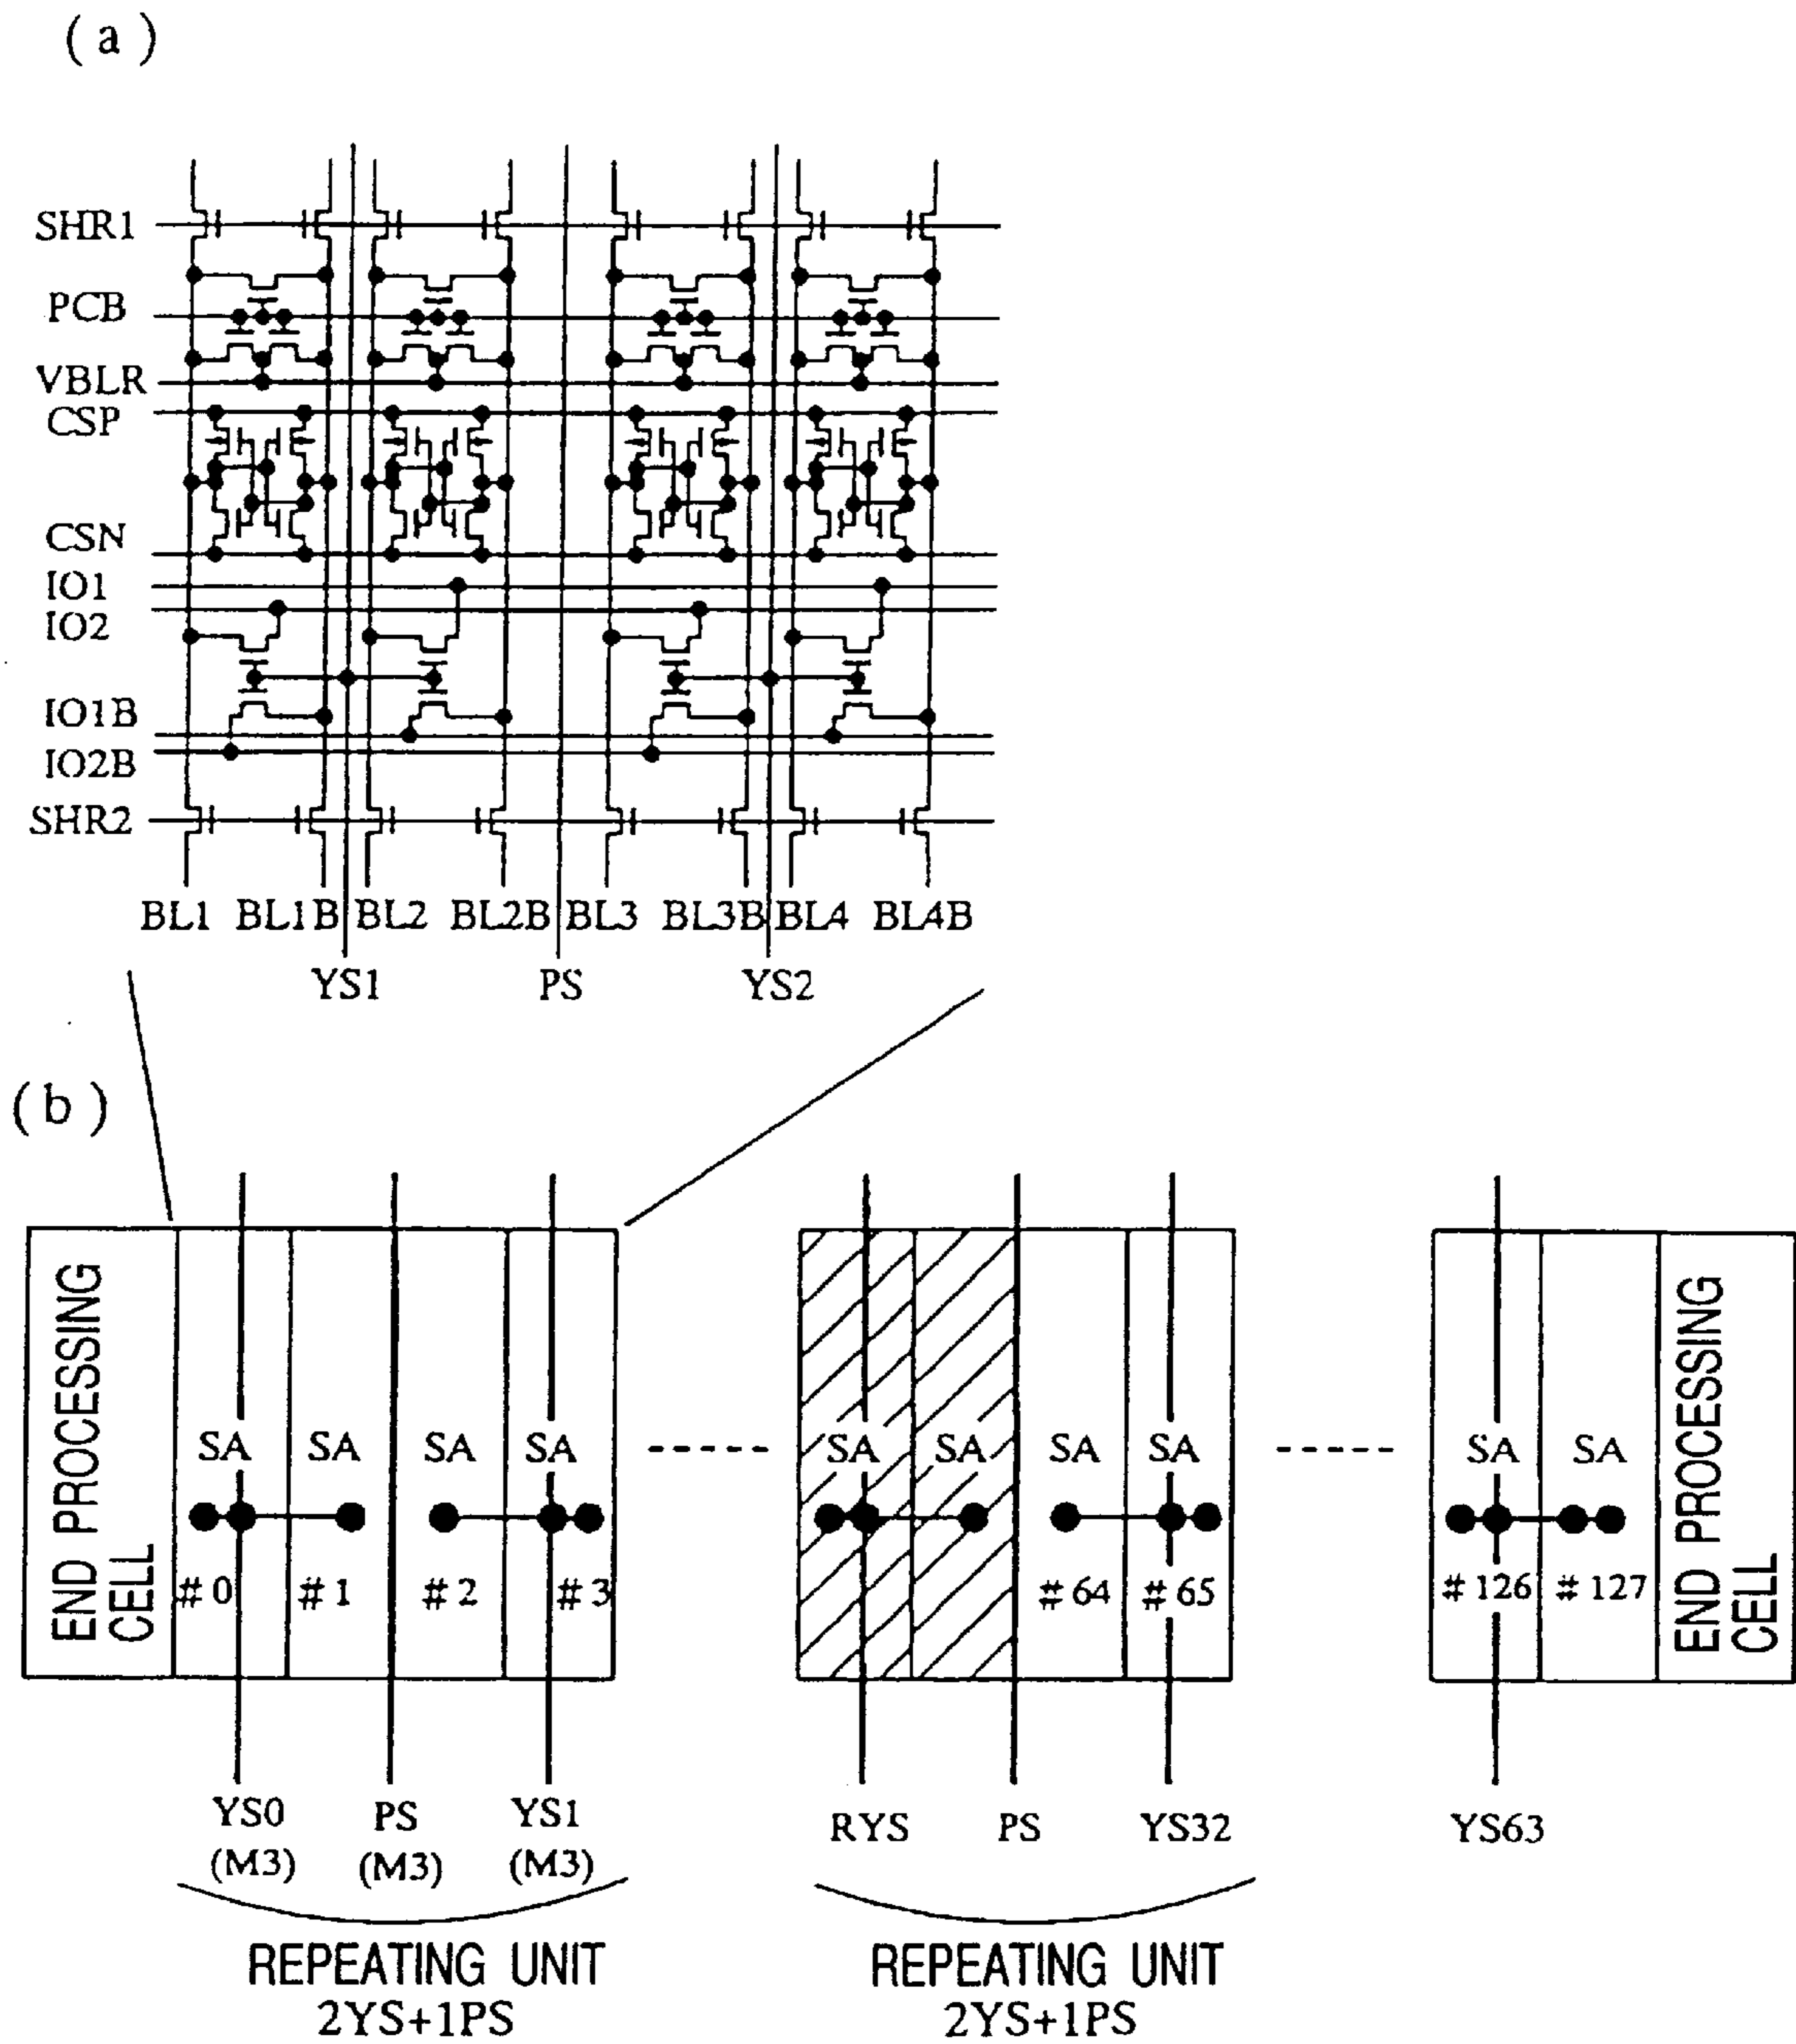 (a)
SHR1
PCB
VBLR
CSP
CSN
IO1
IO2
IO1B
IO2B
SHR2
BL1 BL1B BL2 BL2B BL3 BL3B BL4 BL4B
YS1 PS YS2
(b)
END PROCESSING
CELL
SA SA SA SA SA SA SA SA SA SA
#0 #1 #2 #3 #64 #65 #126 #127
END PROCESSING
CELL
YS0 PS YS1 RYS PS YS32 YS63
(M3) (M3) (M3)
REPEATING UNIT REPEATING UNIT
2YS+1PS 2YS+1PS